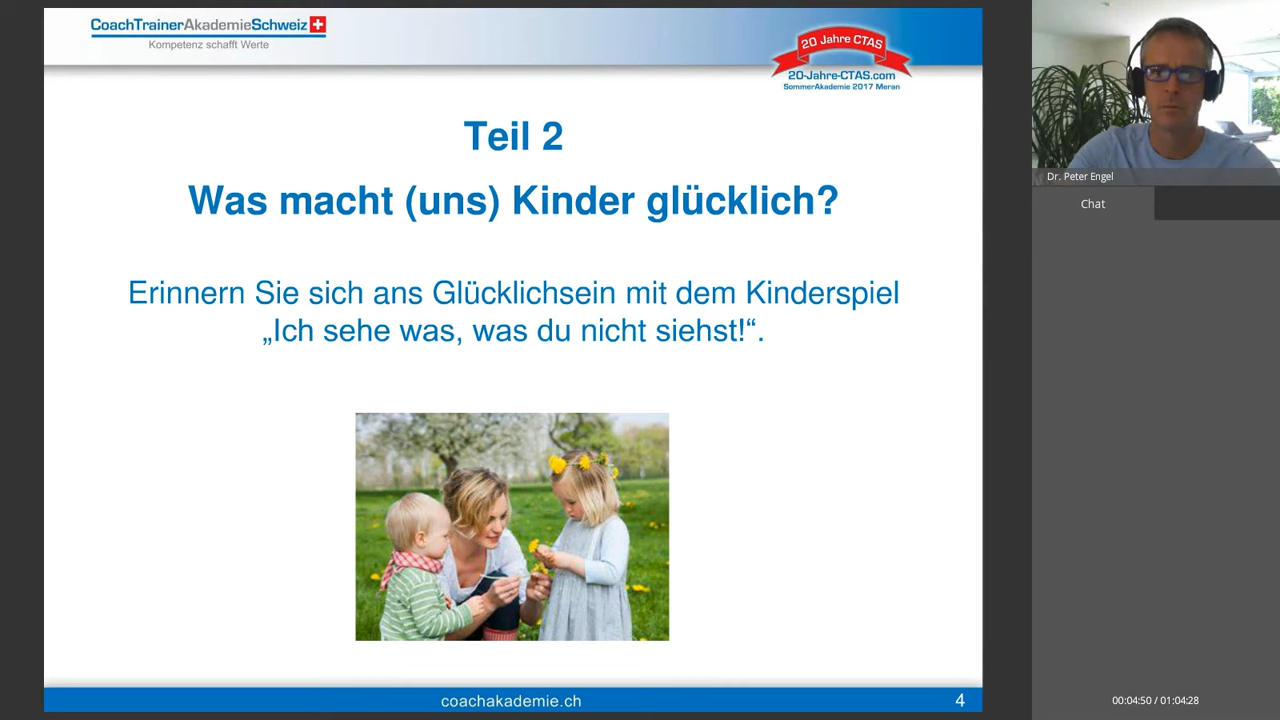 CoachTrainerAkademieSchweiz
Kompetenz schafft Werte
20 Jahre CTAS
20-Jahre-CTAS.com
SommerAkademie 2017 Meran
Teil 2
Was macht (uns) Kinder glücklich?
Erinnern Sie sich ans Glücklichsein mit dem Kinderspiel
„Ich sehe was, was du nicht siehst!“.
coachakademie.ch
4
Dr. Peter Engel
Chat
00:04:50 / 01:04:28